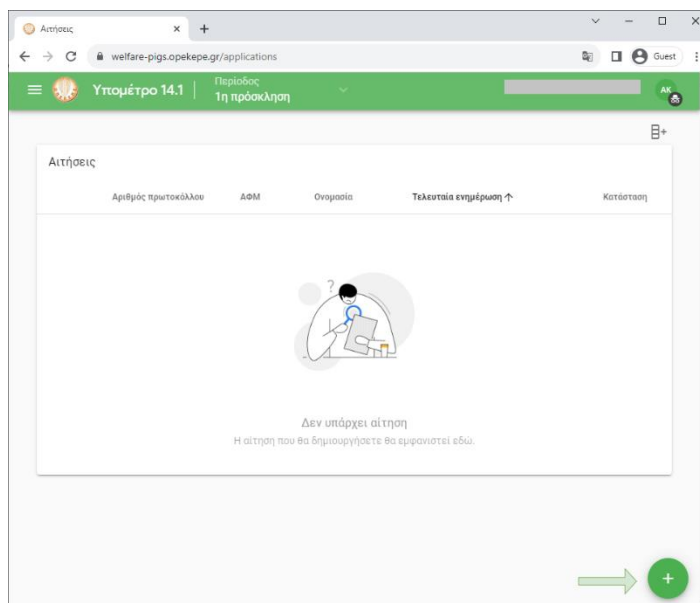 Αιτήσεις
welfare-pigs.opekepe.gr/applications
Guest
Υπομέτρο 14.1
Περίοδος
1η πρόσκληση
AK
Αιτήσεις
Αριθμός πρωτοκόλλου ΑΦΜ Ονομασία Τελευταία ενημέρωση Κατάσταση
?
Δεν υπάρχει αίτηση
Η αίτηση που θα δημιουργήσετε θα εμφανιστεί εδώ.